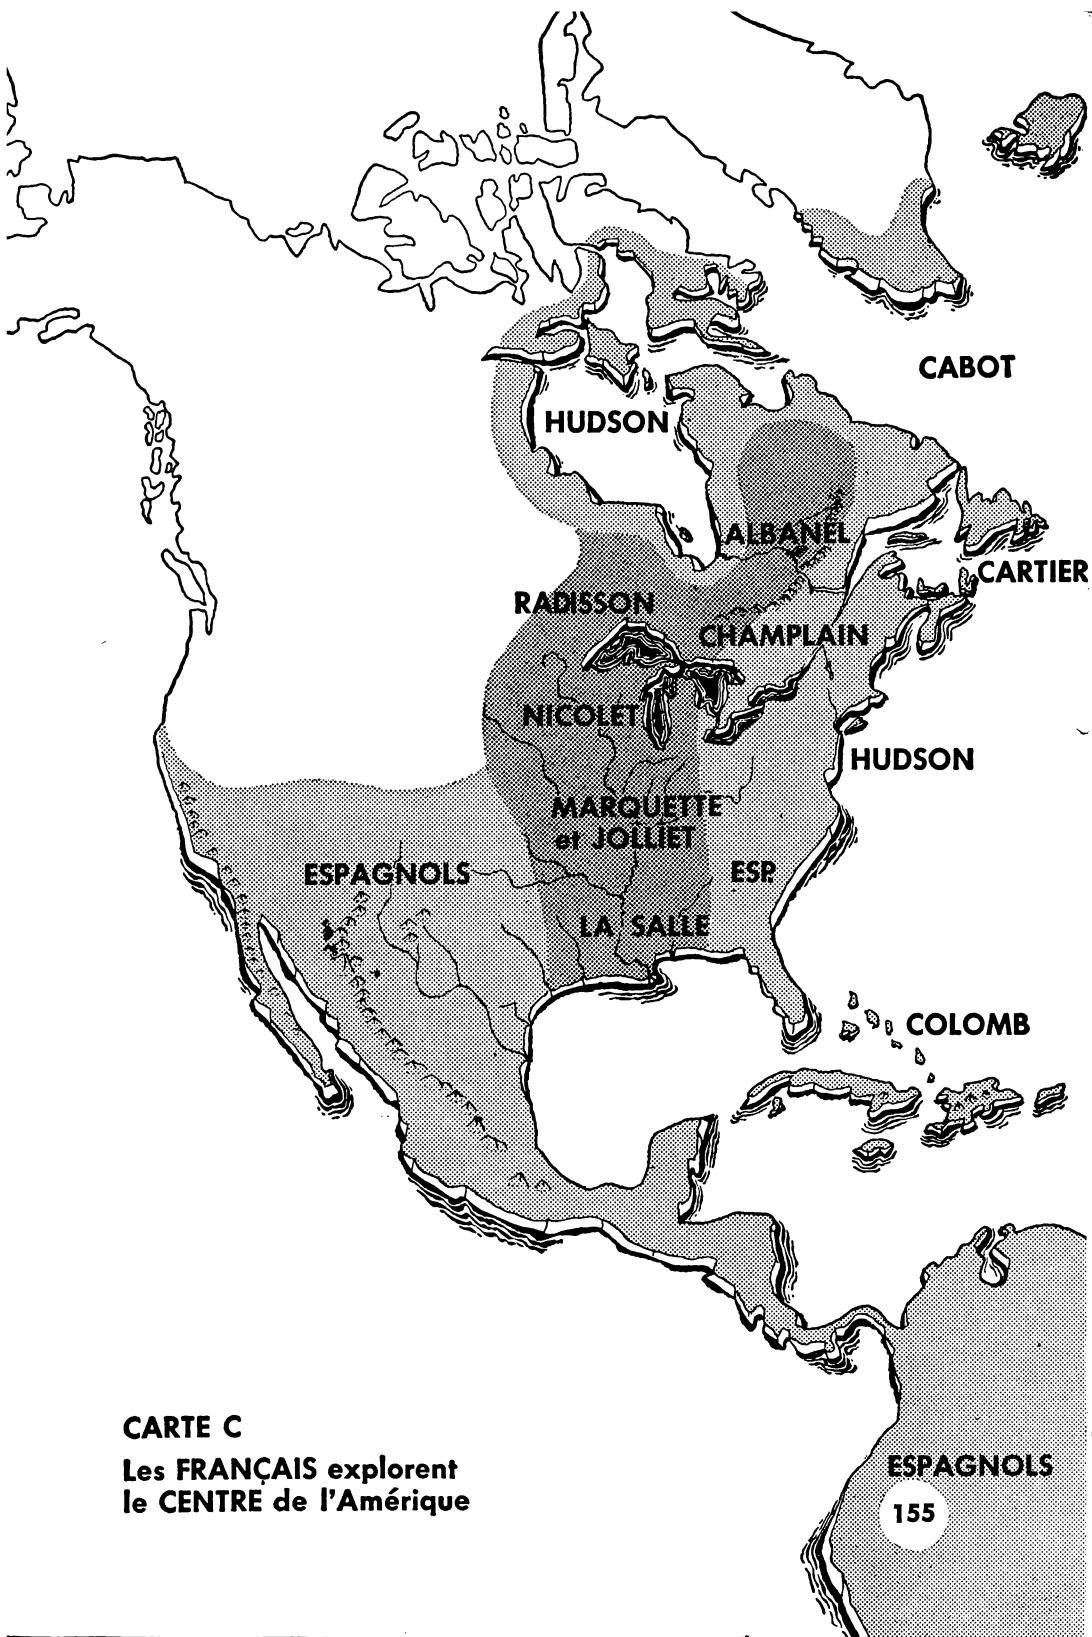 CABOT
HUDSON
ALBANEL
CARTIER
RADISSON
CHAMPLAIN
NICOLET
HUDSON
MARQUETTE
et JOLLIET
ESPAGNOLS
ESP.
LA SALLE
COLOMB
CARTE C
Les FRANÇAIS explorent
le CENTRE de l'Amérique
ESPAGNOLS
155